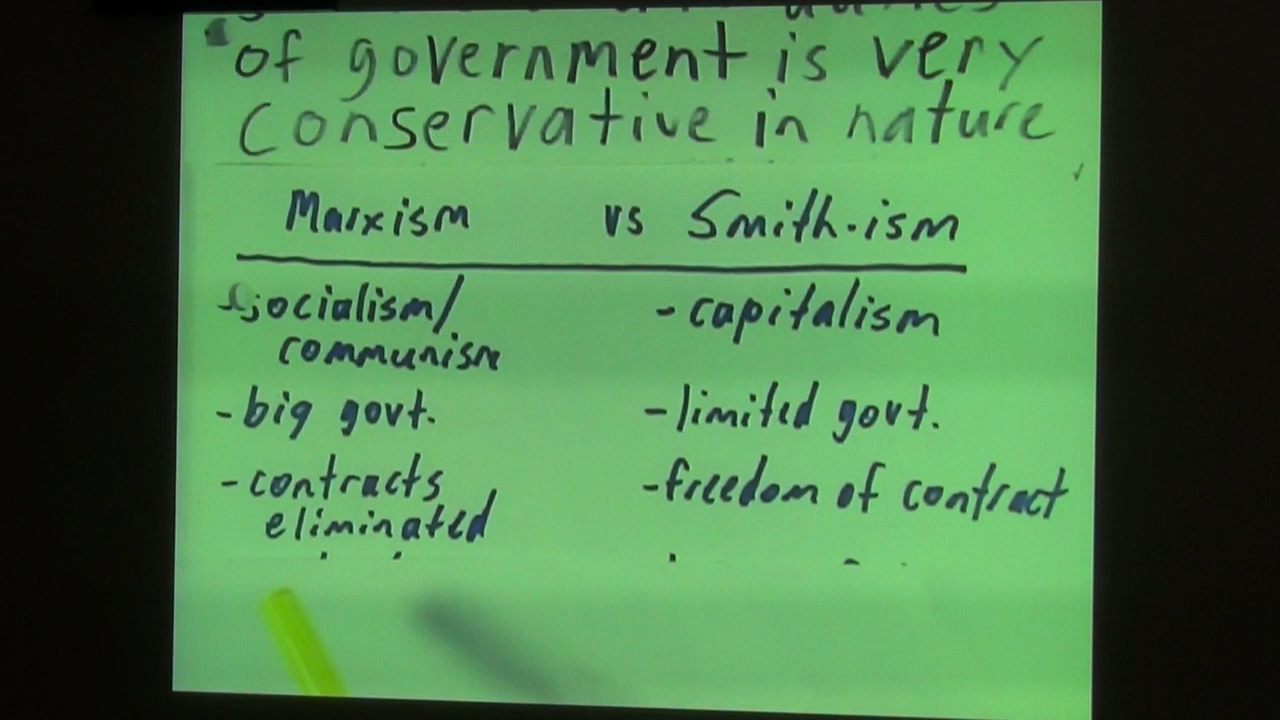 of government is very
conservative in nature
Marxism vs Smith-ism
-socialism/ -capitalism
communism
-big govt. -limited govt.
-contracts -freedom of contract
eliminated